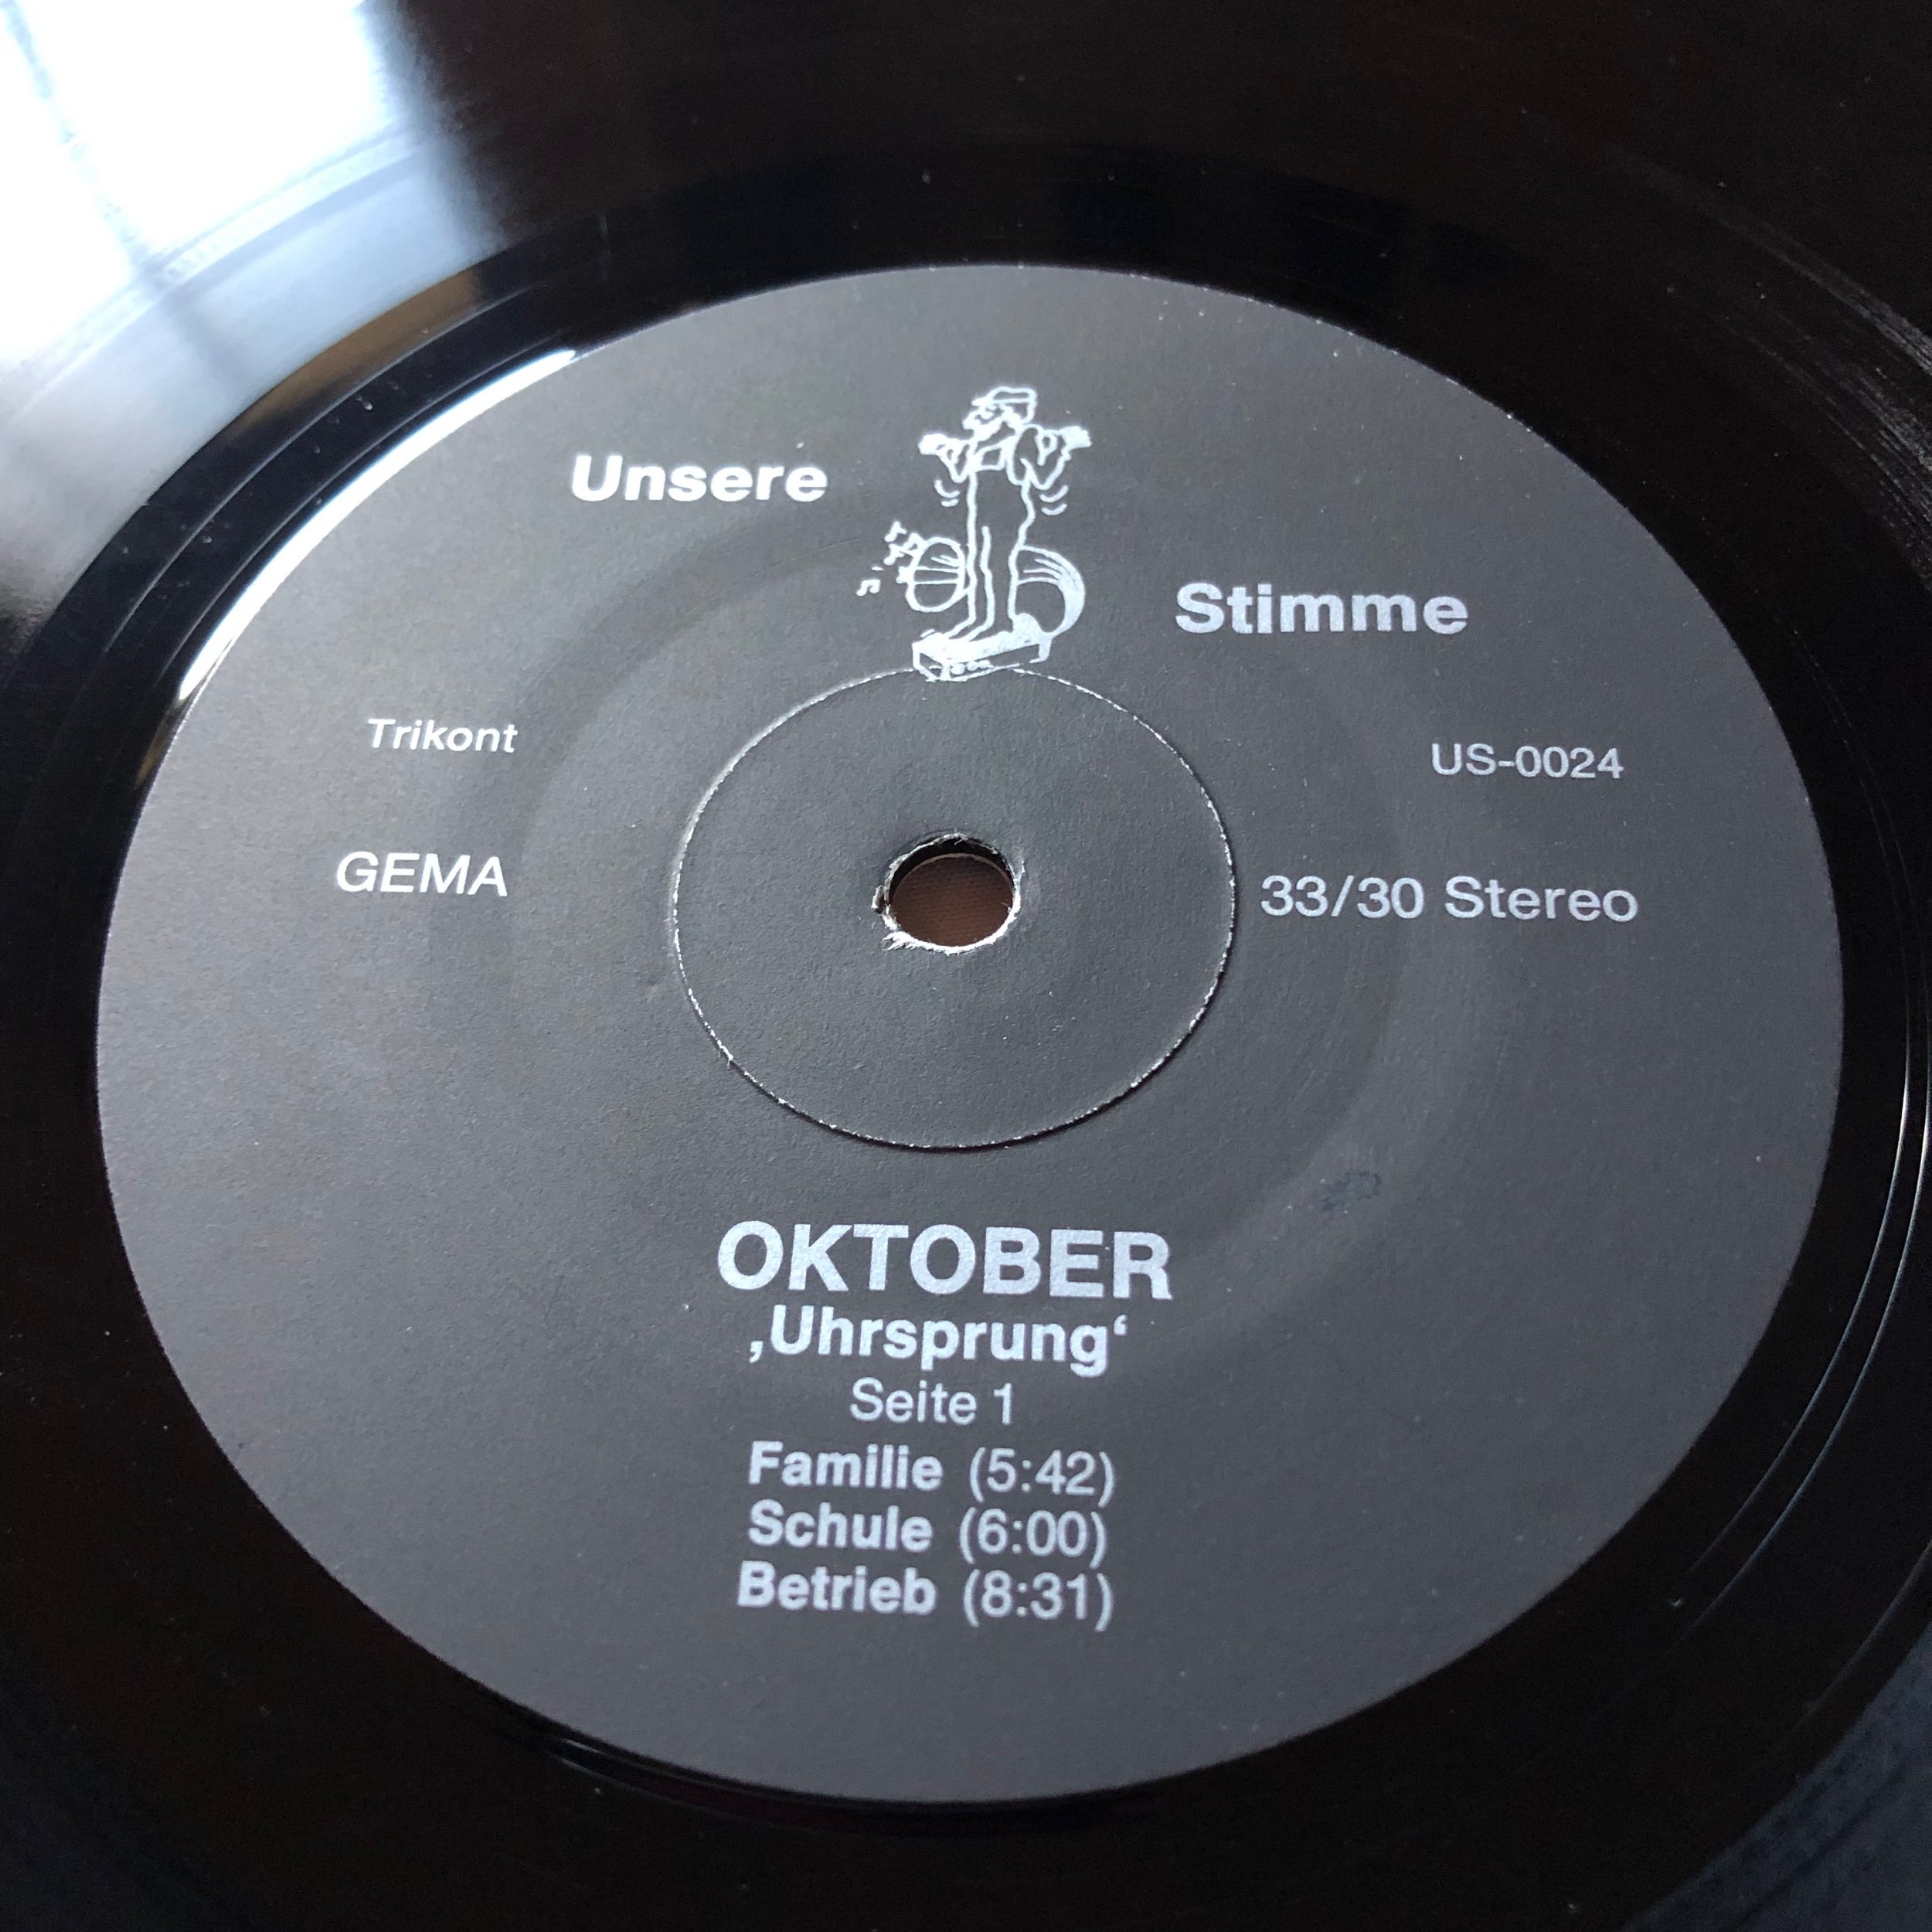 Unsere
Stimme
Trikont
US-0024
GEMA
33/30 Stereo
OKTOBER
‚Uhrsprung‘
Seite 1
Familie (5:42)
Schule (6:00)
Betrieb (8:31)